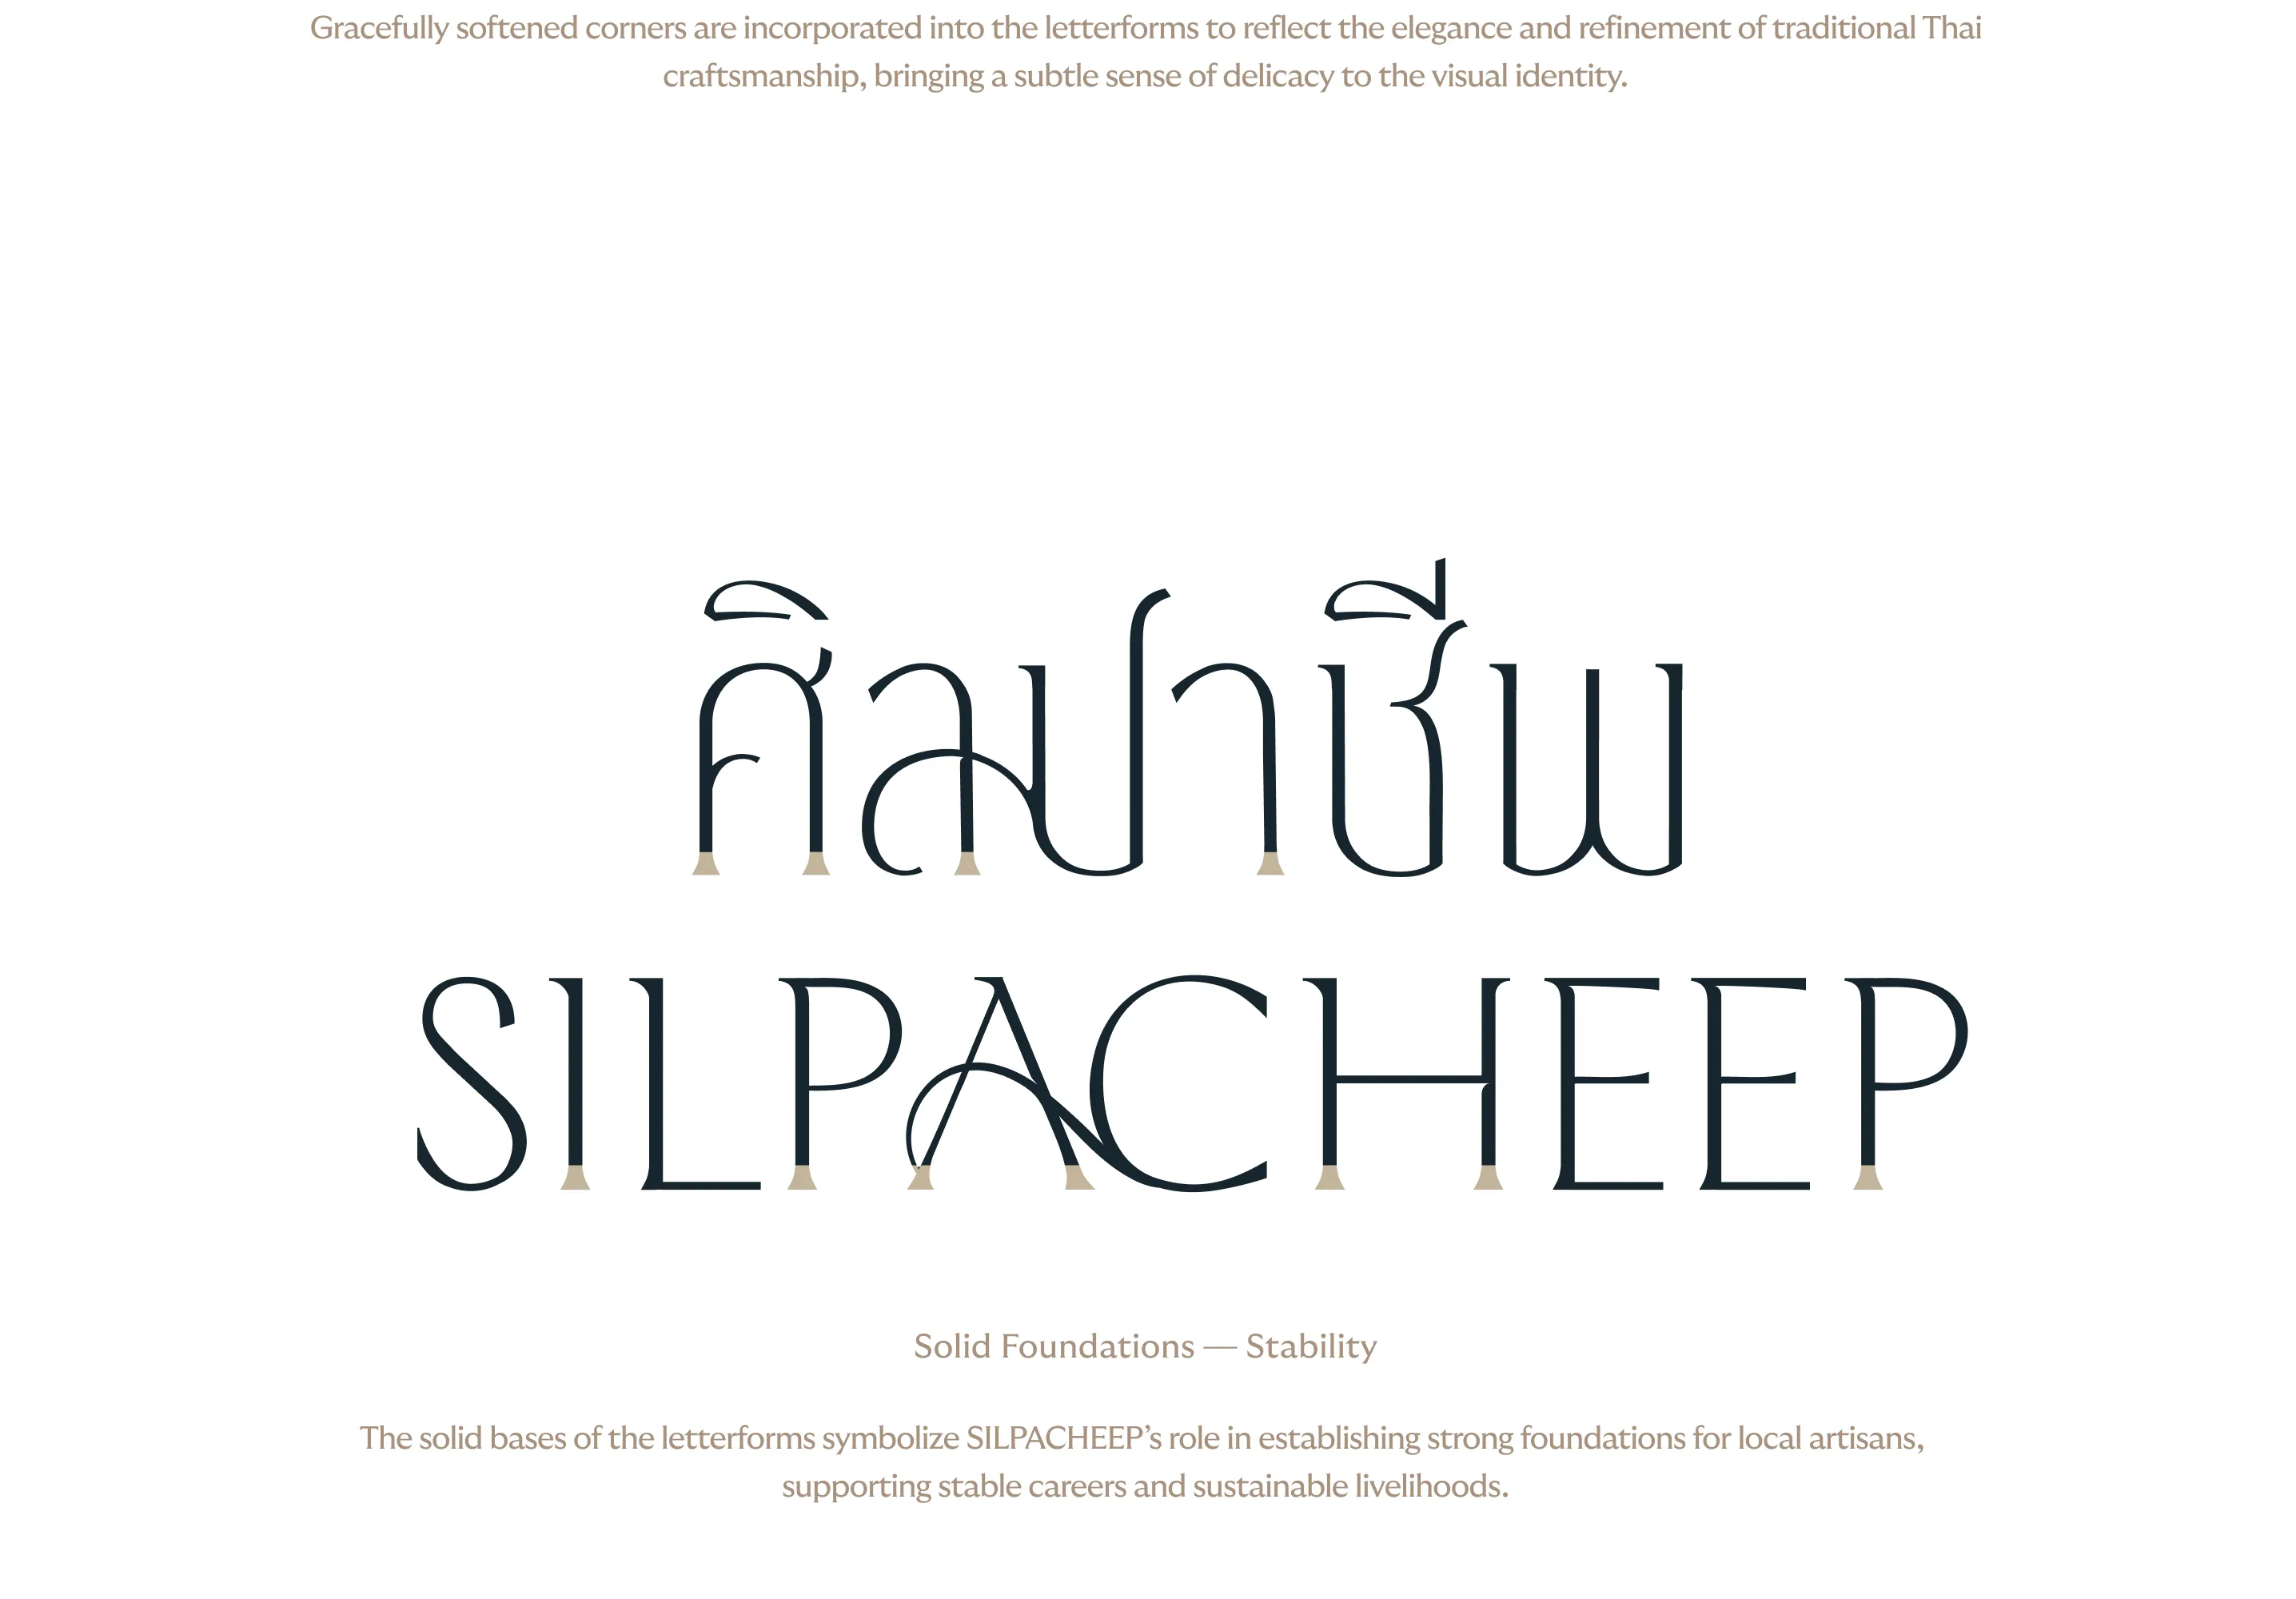 Gracefully softened corners are incorporated into the letterforms to reflect the elegance and refinement of traditional Thai
craftsmanship, bringing a subtle sense of delicacy to the visual identity.
ศิลปาชีพ
SILPACHEEP
Solid Foundations — Stability
The solid bases of the letterforms symbolize SILPACHEEP’s role in establishing strong foundations for local artisans,
supporting stable careers and sustainable livelihoods.